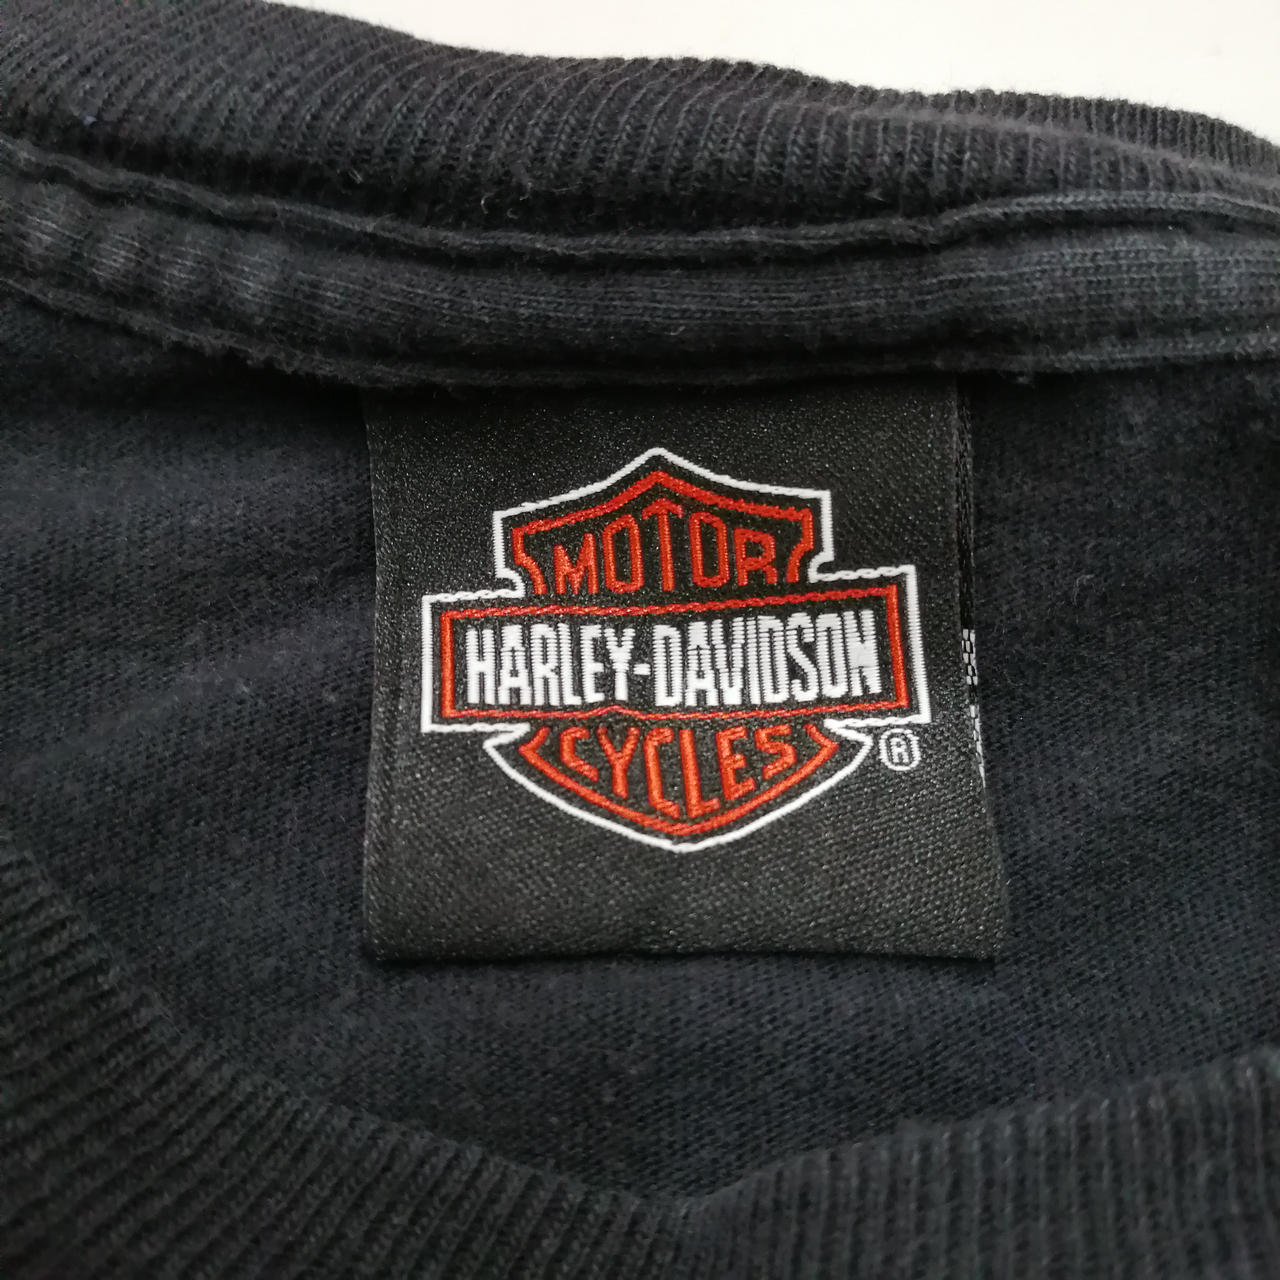 MOTOR
HARLEY-DAVIDSON
CYCLES
®